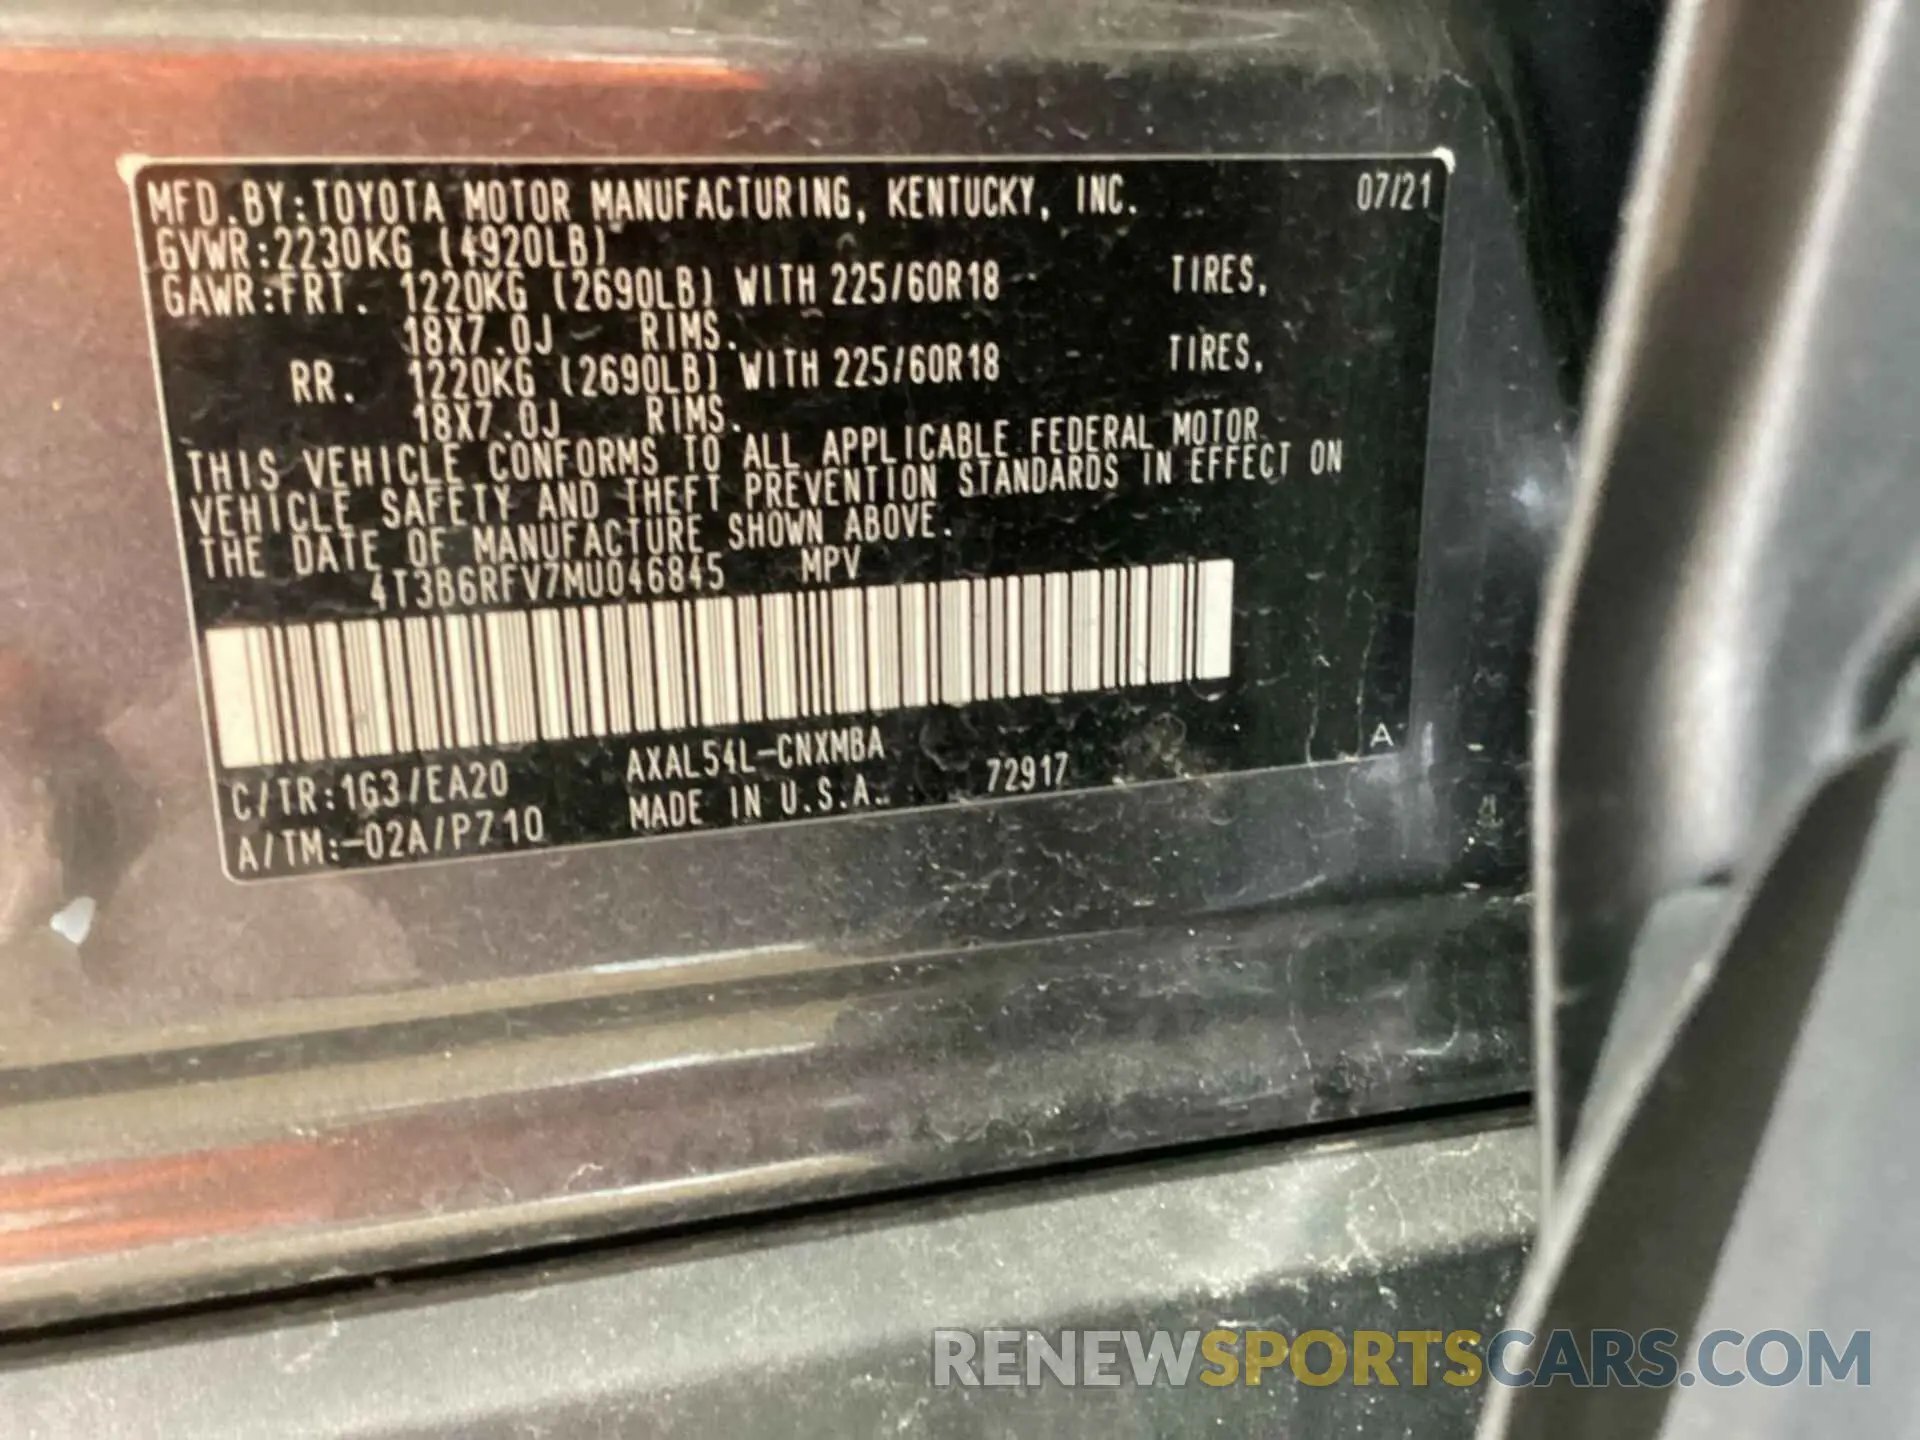 MFD.BY:TOYOTA MOTOR MANUFACTURING, KENTUCKY, INC. 07/21
GVWR:2230KG (4920LB)
GAWR:FRT. 1220KG (2690LB) WITH 225/60R18 TIRES,
18X7.0J RIMS.
RR. 1220KG (2690LB) WITH 225/60R18 TIRES,
18X7.0J RIMS.
THIS VEHICLE CONFORMS TO ALL APPLICABLE FEDERAL MOTOR
VEHICLE SAFETY AND THEFT PREVENTION STANDARDS IN EFFECT ON
THE DATE OF MANUFACTURE SHOWN ABOVE.
4T3B6RFV7MU046845 MPV
C/TR:1G3/EA20 AXAL54L-CNXMBA A
A/TM:-02A/P710 MADE IN U.S.A. 72917
RENEWSPORTSCARS.COM